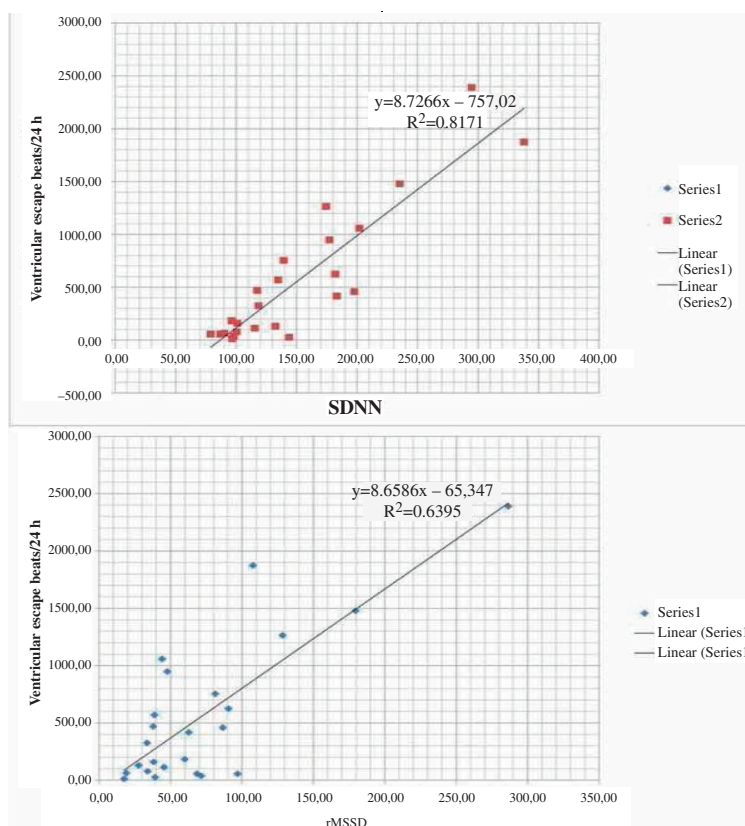 3000,00
2500,00
2000,00
1500,00
1000,00
500,00
0,00
–500,00
Ventricular escape beats/24 h
y=8.7266x – 757,02
R²=0.8171
0,00 50,00 100,00 150,00 200,00 250,00 300,00 350,00 400,00
SDNN
Series1
Series2
Linear
(Series1)
Linear
(Series2)
3000,00
2500,00
2000,00
1500,00
1000,00
500,00
0,00
Ventricular escape beats/24 h
y=8.6586x – 65,347
R²=0.6395
0,00 50,00 100,00 150,00 200,00 250,00 300,00 350,00
rMSSD
Series1
Linear (Series1
Linear (Series1